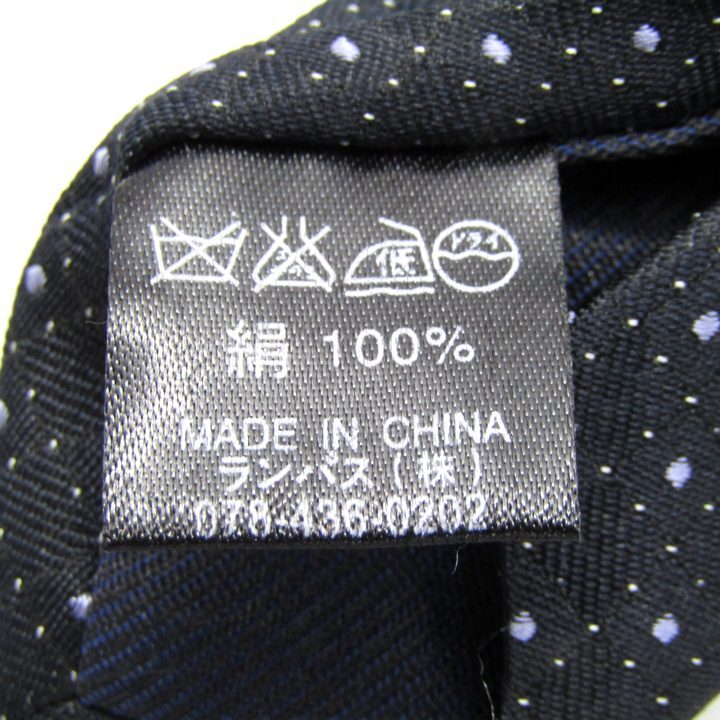 低 ドライ
絹 100%
MADE IN CHINA
ランバス(株)
078-436-0202